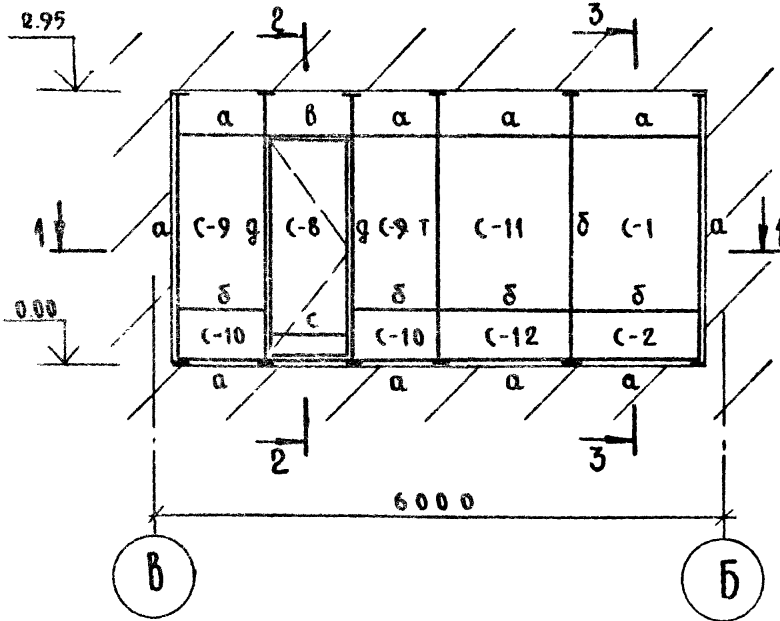 2.95
2 3
а в а а а
1 а С-9 д С-8 д С-9 т С-11 б С-1 а 1
б б б б
0.00
с
С-10 С-10 С-12 С-2
а а а а
2 3
6000
В Б